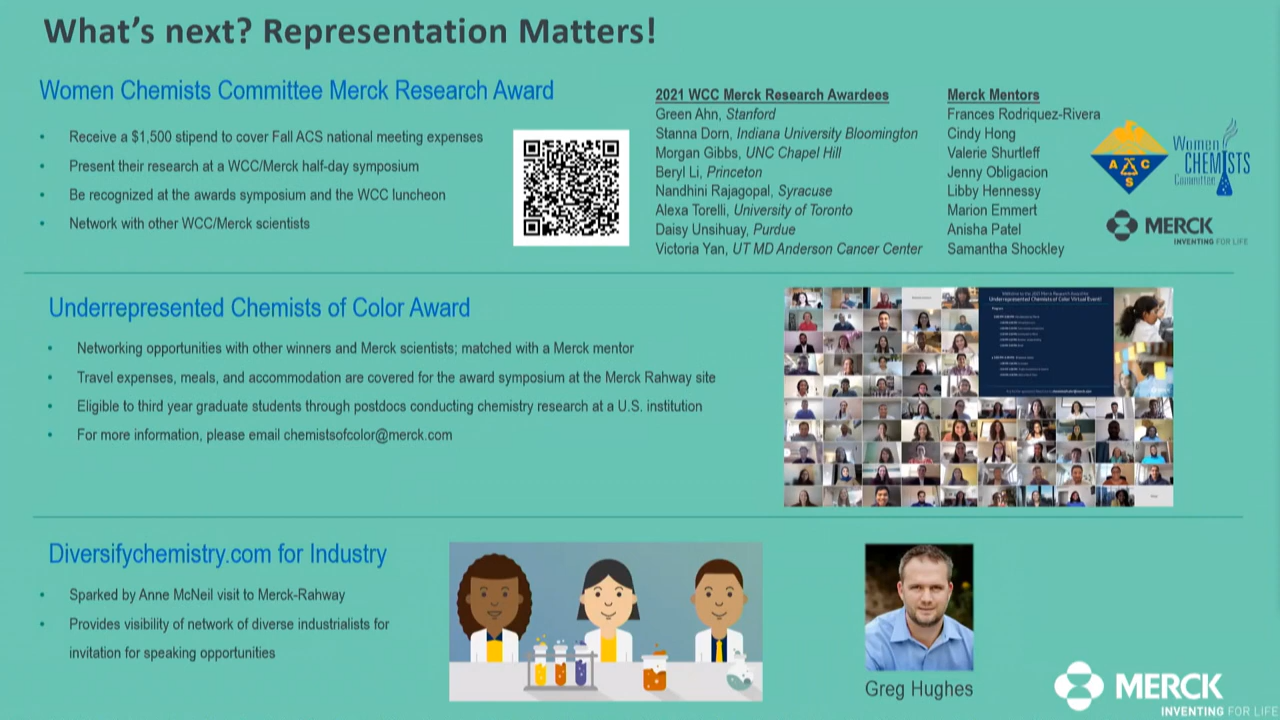 What's next? Representation Matters!
Women Chemists Committee Merck Research Award
• Receive a $1,500 stipend to cover Fall ACS national meeting expenses
• Present their research at a WCC/Merck half-day symposium
• Be recognized at the awards symposium and the WCC luncheon
• Network with other WCC/Merck scientists
2021 WCC Merck Research Awardees
Green Ahn, Stanford
Stanna Dorn, Indiana University Bloomington
Morgan Gibbs, UNC Chapel Hill
Beryl Li, Princeton
Nandhini Rajagopal, Syracuse
Alexa Torelli, University of Toronto
Daisy Unsihuay, Purdue
Victoria Yan, UT MD Anderson Cancer Center
Merck Mentors
Frances Rodriquez-Rivera
Cindy Hong
Valerie Shurtleff
Jenny Obligacion
Libby Hennessy
Marion Emmert
Anisha Patel
Samantha Shockley
A C
S
Women
CHEMISTS
Committee
MERCK
INVENTING FOR LIFE
Underrepresented Chemists of Color Award
• Networking opportunities with other winners and Merck scientists; matched with a Merck mentor
• Travel expenses, meals, and accommodations are covered for the award symposium at the Merck Rahway site
• Eligible to third year graduate students through postdocs conducting chemistry research at a U.S. institution
• For more information, please email chemistsofcolor@merck.com
Underrepresented Chemists of Color Virtual Event!
Diversifychemistry.com for Industry
• Sparked by Anne McNeil visit to Merck-Rahway
• Provides visibility of network of diverse industrialists for
invitation for speaking opportunities
Greg Hughes
MERCK
INVENTING FOR LIFE